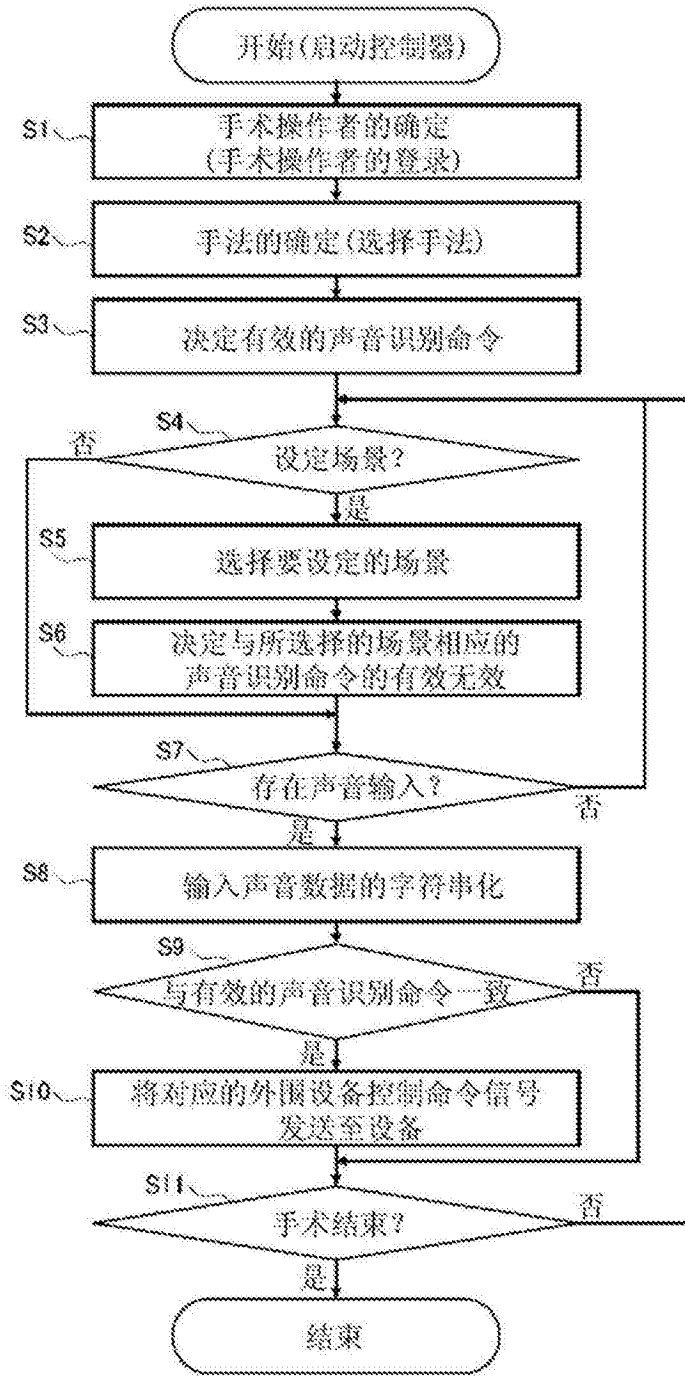 开始(启动控制器)
S1
手术操作者的确定
(手术操作者的登录)
S2
手法的确定(选择手法)
S3
决定有效的声音识别命令
S4
否
设定场景?
是
S5
选择要设定的场景
S6
决定与所选择的场景相应的
声音识别命令的有效无效
S7
存在声音输入?
否
是
S8
输入声音数据的字符串化
S9
否
与有效的声音识别命令一致
是
S10
将对应的外围设备控制命令信号
发送至设备
S11
手术结束?
否
是
结束